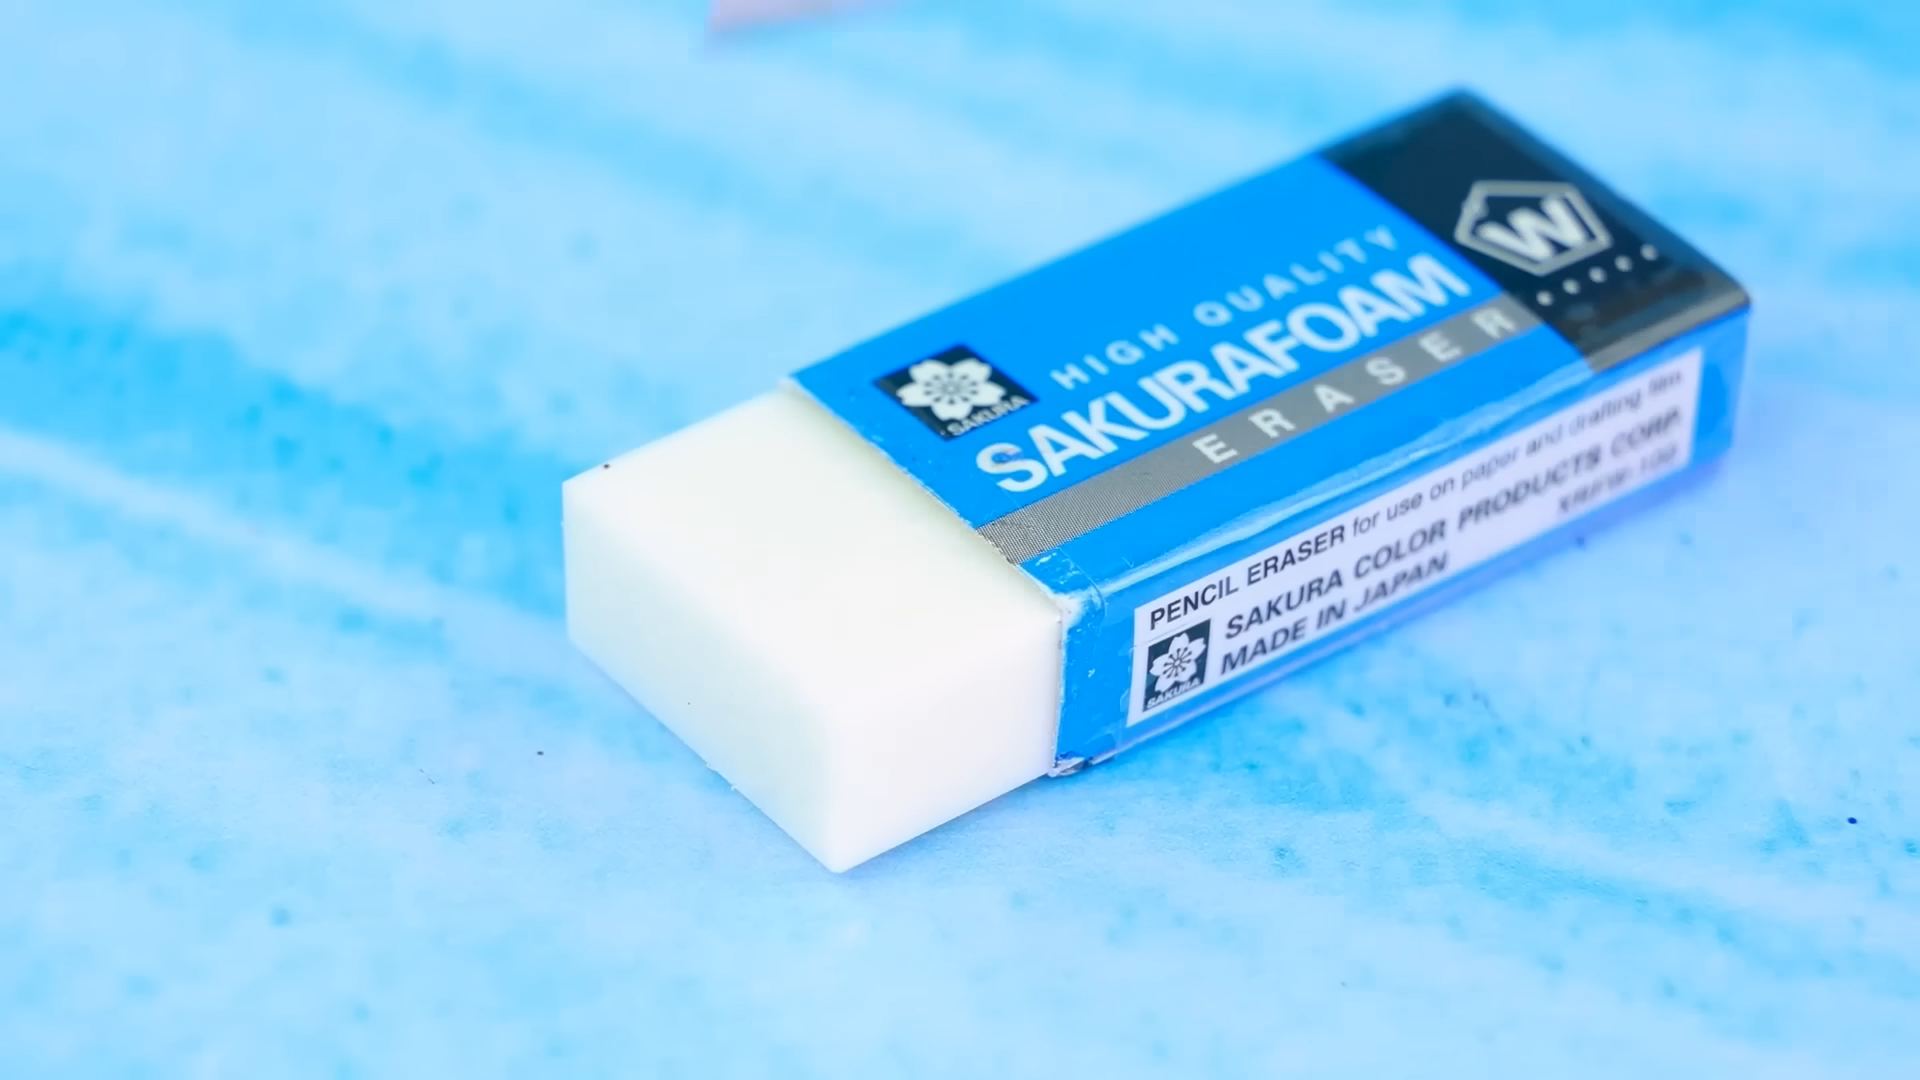 HIGH QUALITY
SAKURAFOAM
ERASER
W
SAKURA
PENCIL ERASER for use on paper and drafting film
SAKURA COLOR PRODUCTS CORP.
MADE IN JAPAN
SAKURA